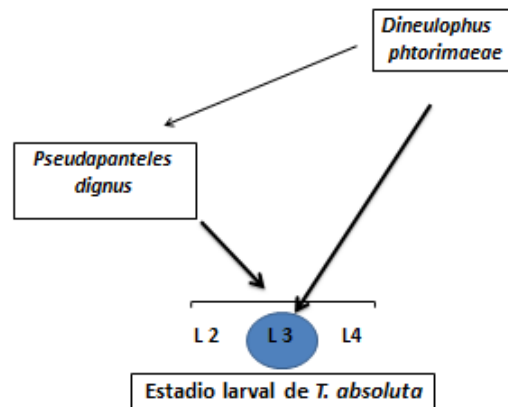 Dineulophus
phtorimaeae
Pseudapanteles
dignus
L 2 L 3 L4
Estadio larval de T. absoluta